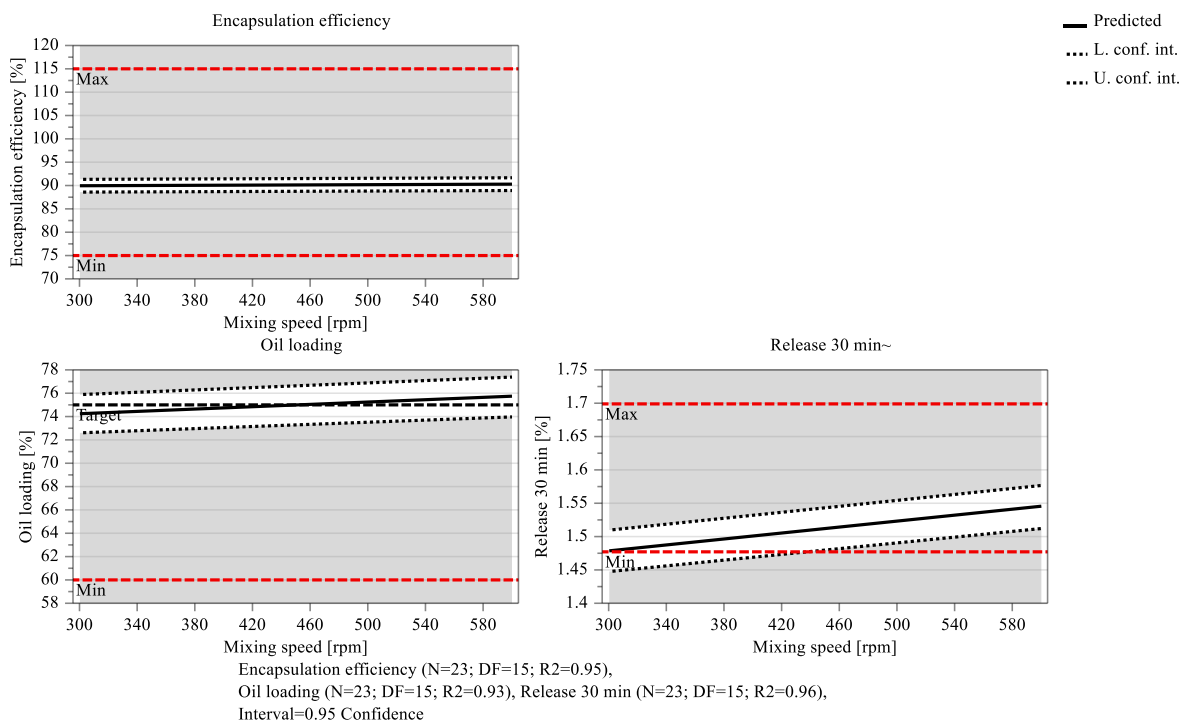 Encapsulation efficiency
Predicted
L. conf. int.
U. conf. int.
Encapsulation efficiency [%]
120
115
110
105
100
95
90
85
80
75
70
Max
Min
300 340 380 420 460 500 540 580
Mixing speed [rpm]
Oil loading
Oil loading [%]
78
76
74
72
70
68
66
64
62
60
58
Target
Min
300 340 380 420 460 500 540 580
Mixing speed [rpm]
Release 30 min~
Release 30 min [%]
1.75
1.7
1.65
1.6
1.55
1.5
1.45
1.4
Max
Min
300 340 380 420 460 500 540 580
Mixing speed [rpm]
Encapsulation efficiency (N=23; DF=15; R2=0.95),
Oil loading (N=23; DF=15; R2=0.93), Release 30 min (N=23; DF=15; R2=0.96),
Interval=0.95 Confidence